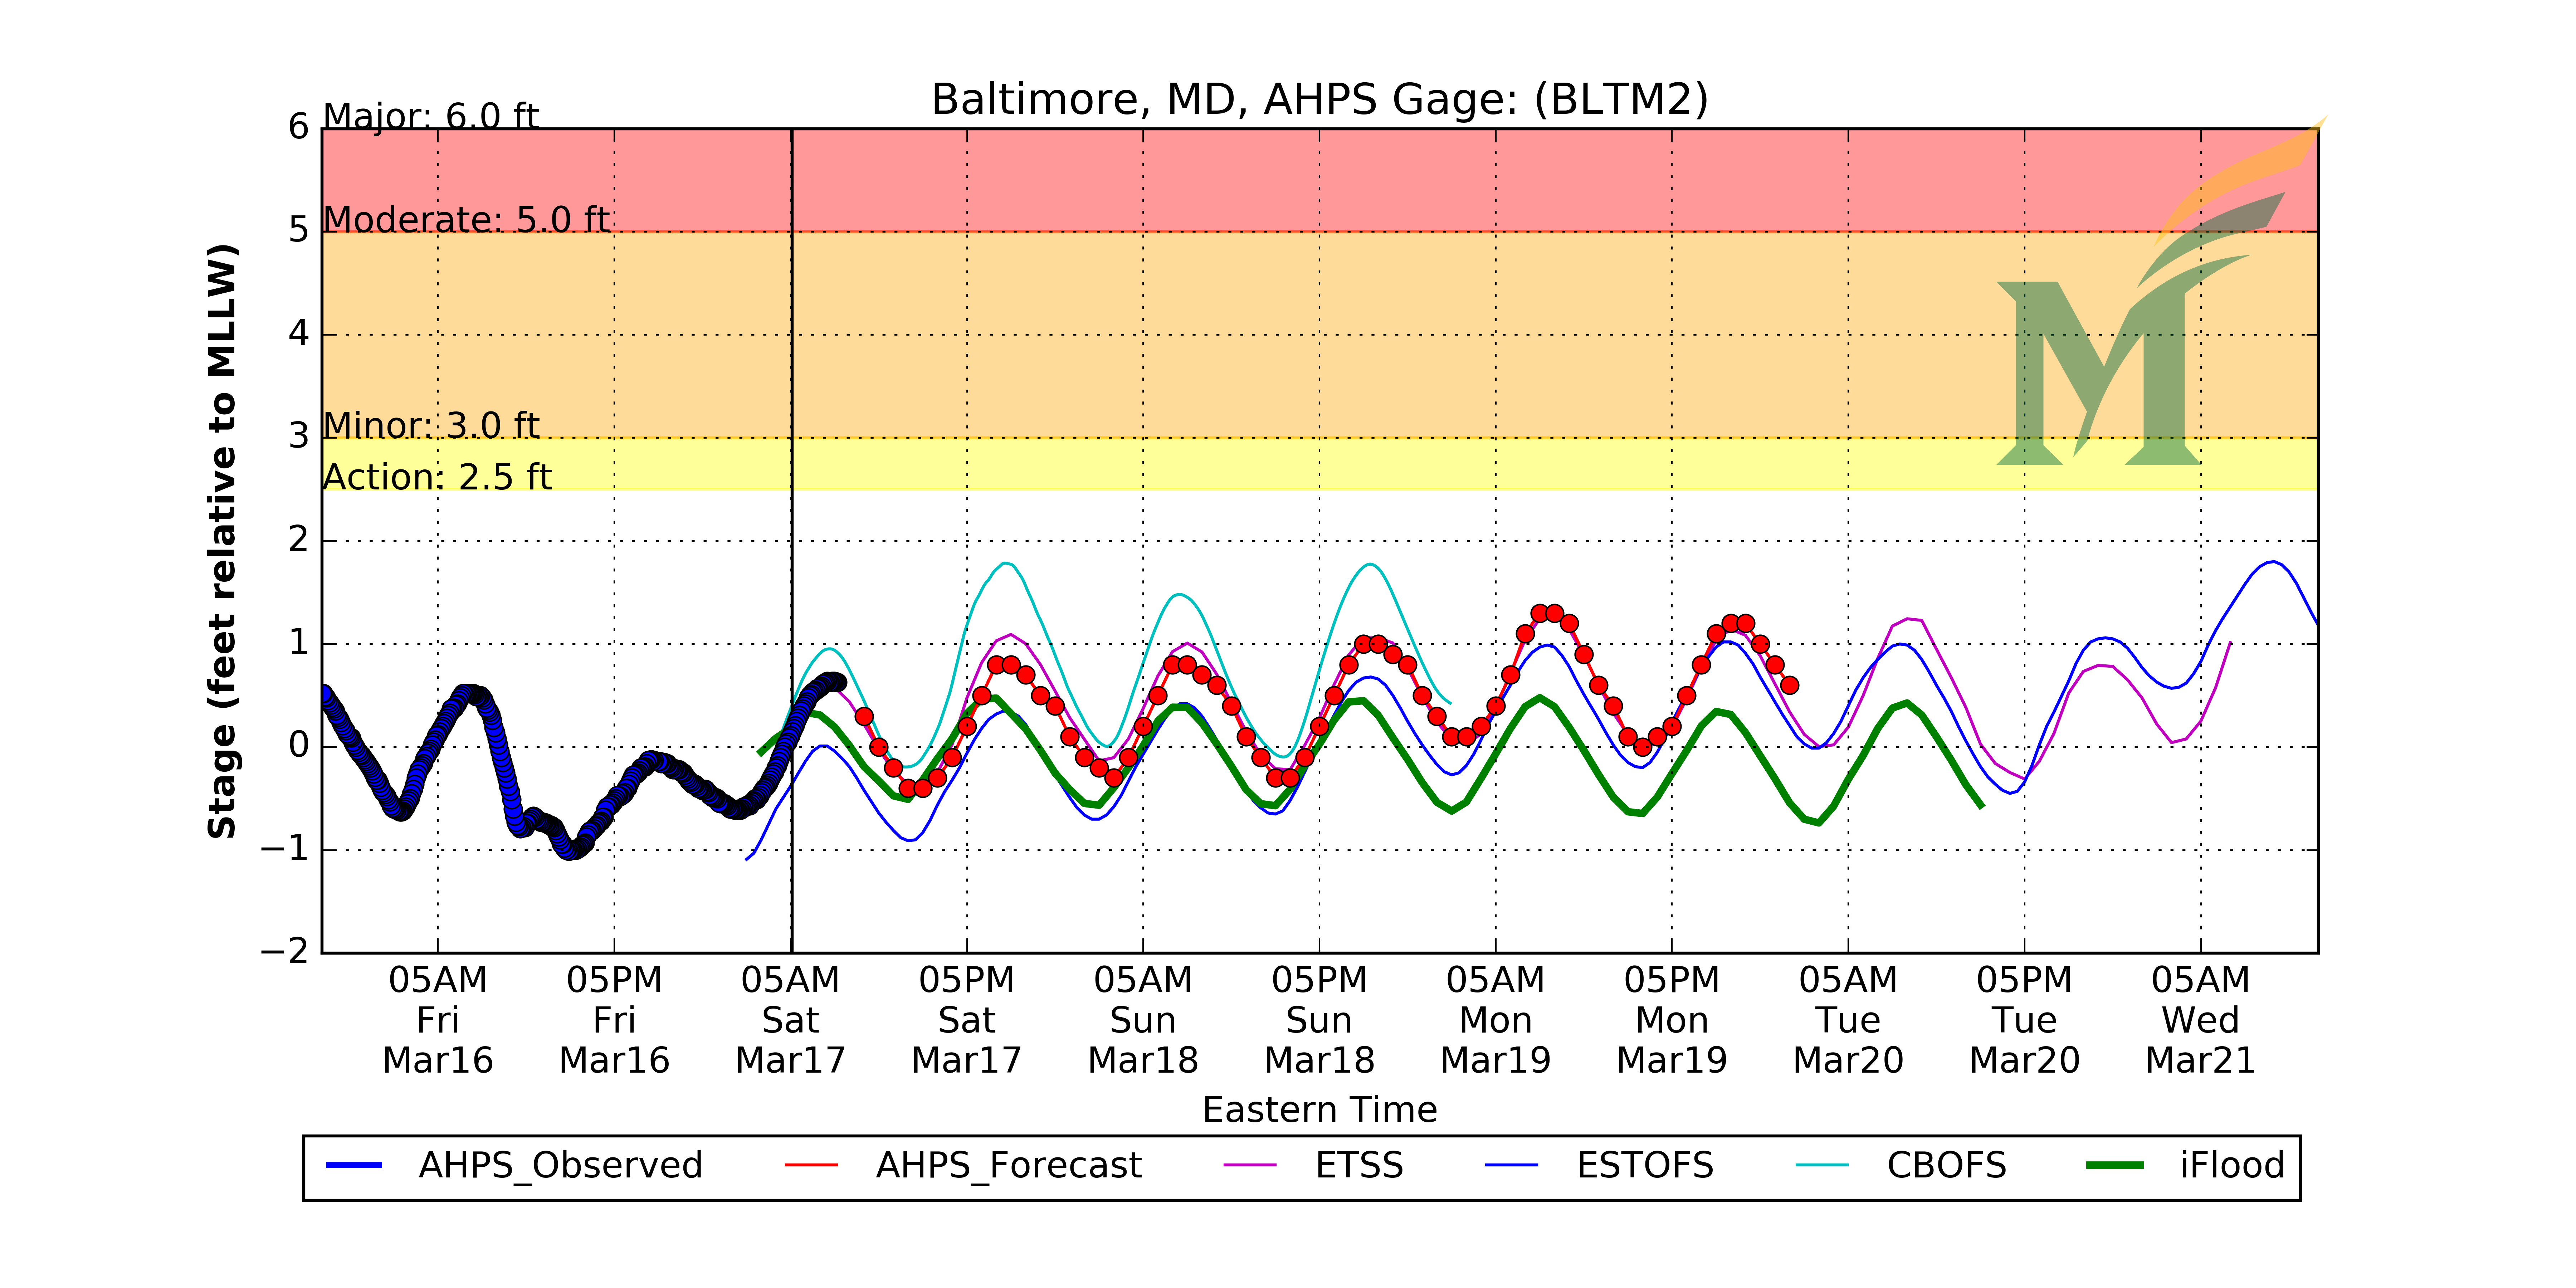 Baltimore, MD, AHPS Gage: (BLTM2)
Major: 6.0 ft
Moderate: 5.0 ft
Minor: 3.0 ft
Action: 2.5 ft
Stage (feet relative to MLLW)
6
5
4
3
2
1
0
−1
−2
05AM 05PM 05AM 05PM 05AM 05PM 05AM 05PM 05AM 05PM 05AM
Fri Fri Sat Sat Sun Sun Mon Mon Tue Tue Wed
Mar16 Mar16 Mar17 Mar17 Mar18 Mar18 Mar19 Mar19 Mar20 Mar20 Mar21
Eastern Time
AHPS_Observed AHPS_Forecast ETSS ESTOFS CBOFS iFlood
M